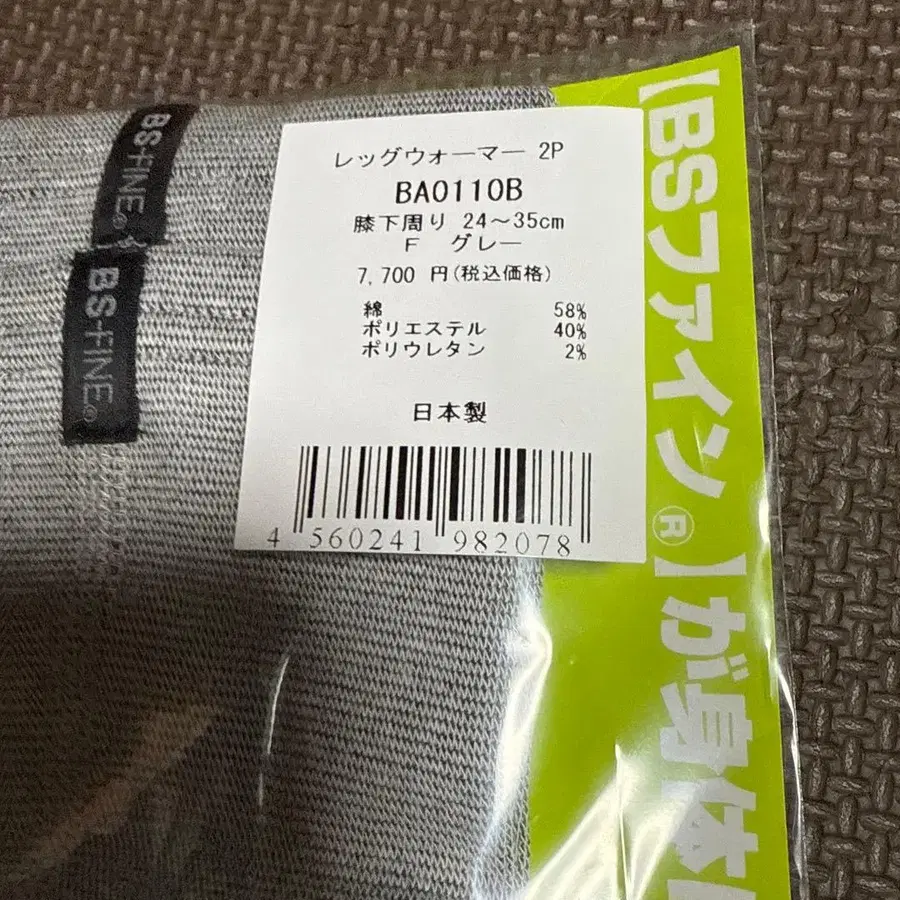 BS-FINE®
BS-FINE®
レッグウォーマー 2P
BA0110B
膝下周り 24～35cm
F グレー
7,700 円(税込価格)
綿 58%
ポリエステル 40%
ポリウレタン 2%
日本製
4 560241 982078
【BSファイン®】が身体